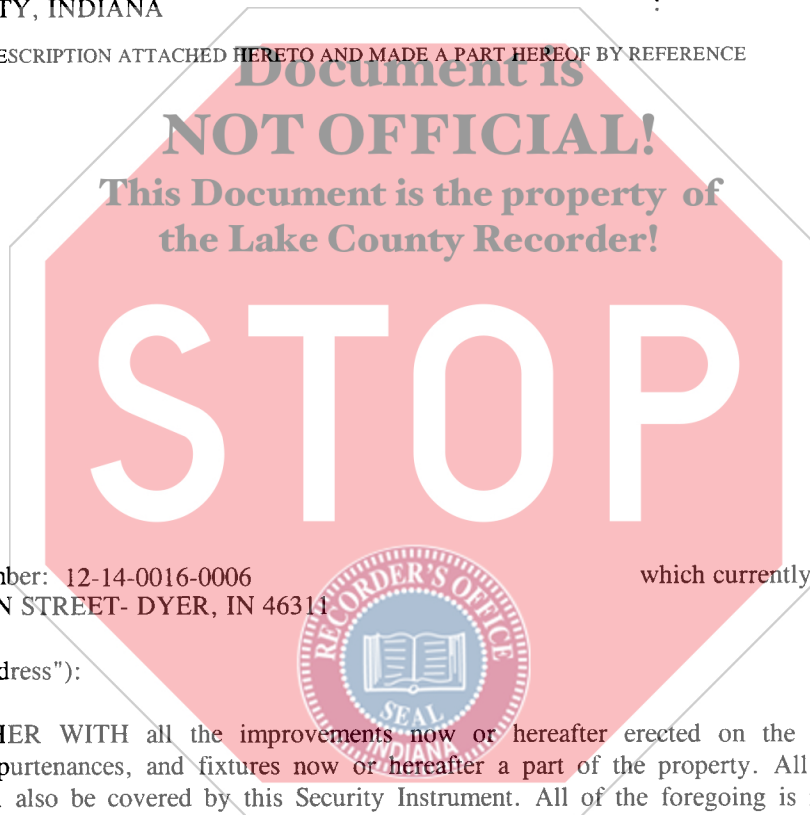 TY, INDIANA :
ESCRIPTION ATTACHED HERETO AND MADE A PART HEREOF BY REFERENCE
Document is
NOT OFFICIAL!
This Document is the property of
the Lake County Recorder!
STOP
nber: 12-14-0016-0006 which currently
N STREET- DYER, IN 46311
RECORDER'S OFFICE
SEAL
INDIANA
dress"):
HER WITH all the improvements now or hereafter erected on the
purtenances, and fixtures now or hereafter a part of the property. All
also be covered by this Security Instrument. All of the foregoing is